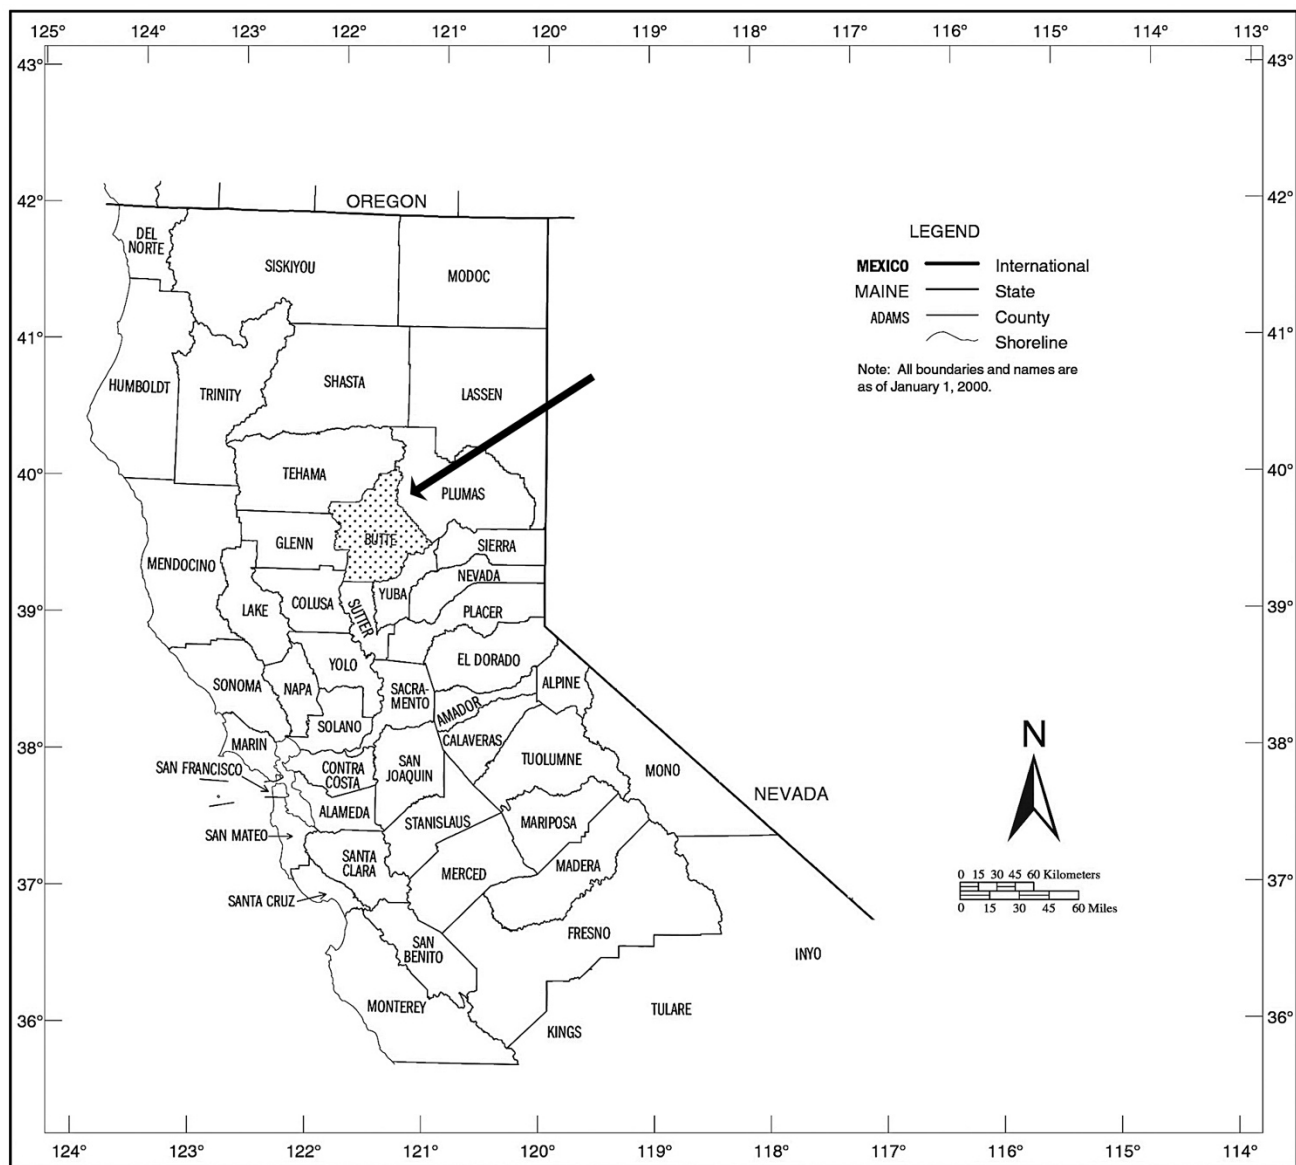 125° 124° 123° 122° 121° 120° 119° 118° 117° 116° 115° 114° 113°
43° 43°
42° 42°
OREGON
DEL
NORTE
SISKIYOU
MODOC
LEGEND
MEXICO International
MAINE State
ADAMS County
Shoreline
Note: All boundaries and names are
as of January 1, 2000.
41° 41°
HUMBOLDT
TRINITY
SHASTA
LASSEN
40° 40°
TEHAMA
PLUMAS
BUTTE
GLENN
SIERRA
MENDOCINO
NEVADA
39° 39°
LAKE
COLUSA
SUTTER
YUBA
PLACER
YOLO
EL DORADO
SONOMA
NAPA
SACRA-
MENTO
ALPINE
AMADOR
SOLANO
38° 38°
MARIN
CALAVERAS
N
SAN FRANCISCO
CONTRA
COSTA
SAN
JOAQUIN
TUOLUMNE
MONO
NEVADA
ALAMEDA
STANISLAUS
MARIPOSA
SAN MATEO
SANTA
CLARA
MERCED
MADERA
37° 37°
0 15 30 45 60 Kilometers
0 15 30 45 60 Miles
SANTA CRUZ
FRESNO
SAN
BENITO
INYO
MONTEREY
TULARE
36° 36°
KINGS
124° 123° 122° 121° 120° 119° 118° 117° 116° 115° 114°